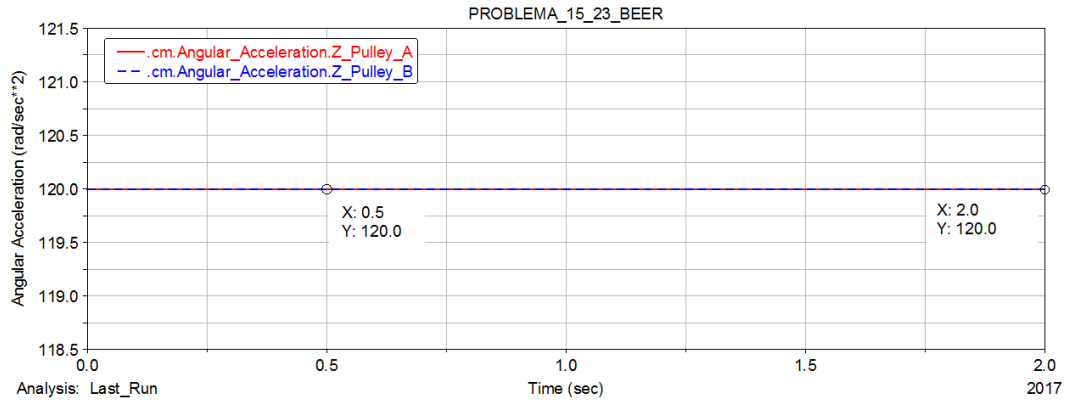 PROBLEMA_15_23_BEER
121.5
121.0
120.5
120.0
119.5
119.0
118.5
Angular Acceleration (rad/sec**2)
.cm.Angular_Acceleration.Z_Pulley_A
.cm.Angular_Acceleration.Z_Pulley_B
X: 0.5
Y: 120.0
X: 2.0
Y: 120.0
0.0 0.5 1.0 1.5 2.0
Analysis: Last_Run Time (sec) 2017